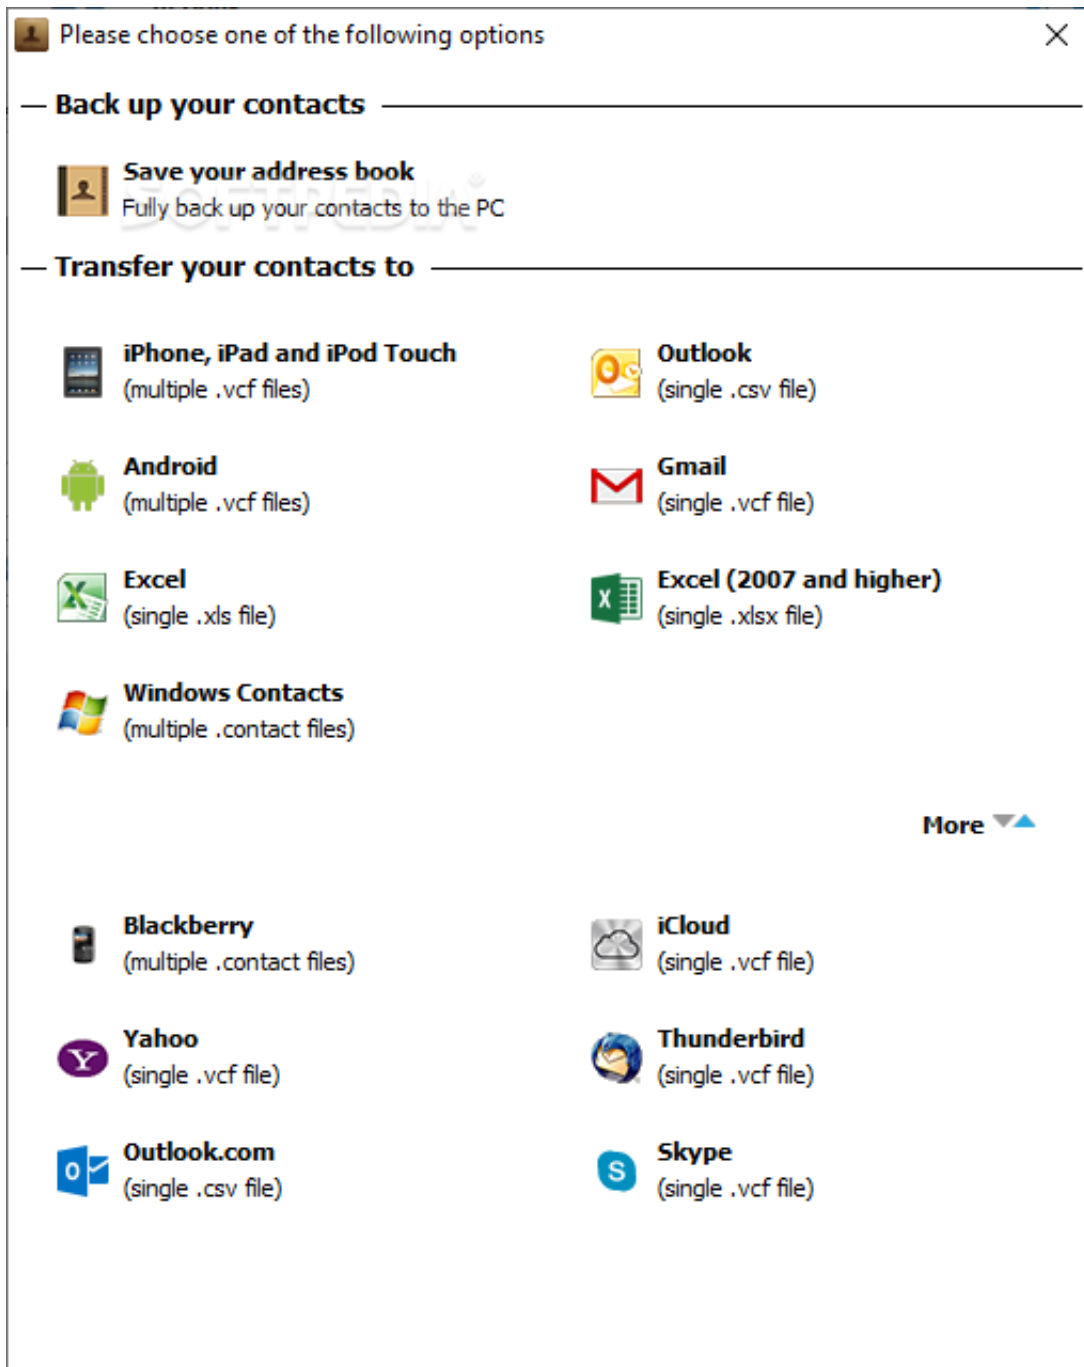 Please choose one of the following options
Back up your contacts
Save your address book
SOFTPEDIA®
Fully back up your contacts to the PC
Transfer your contacts to
iPhone, iPad and iPod Touch
(multiple .vcf files)
Outlook
(single .csv file)
Android
(multiple .vcf files)
Gmail
(single .vcf file)
Excel
(single .xls file)
Excel (2007 and higher)
(single .xlsx file)
Windows Contacts
(multiple .contact files)
More
Blackberry
(multiple .contact files)
iCloud
(single .vcf file)
Yahoo
(single .vcf file)
Thunderbird
(single .vcf file)
Outlook.com
(single .csv file)
Skype
(single .vcf file)